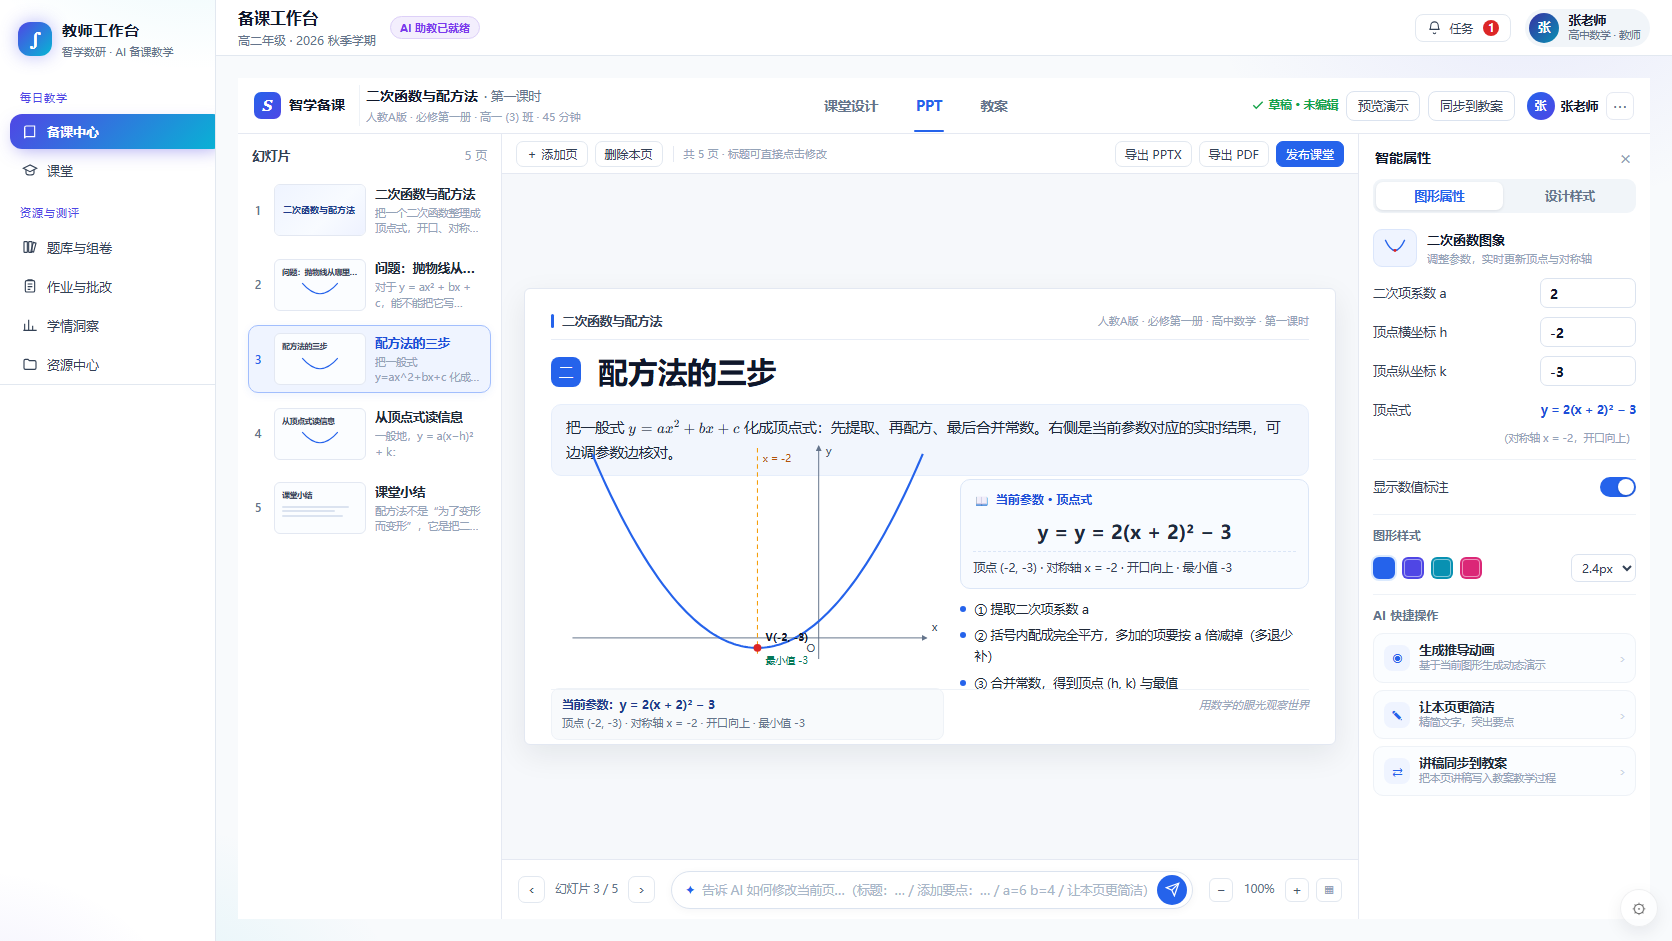 教师工作台
智学数研 · AI 备课教学
每日教学
备课中心
课堂
资源与测评
题库与组卷
作业与批改
学情洞察
资源中心
备课工作台
高二年级 · 2026 秋季学期
AI 助教已就绪
任务 1
张
张老师
高中数学 · 教师
S 智学备课
二次函数与配方法 · 第一课时
人教A版 · 必修第一册 · 高一 (3) 班 · 45 分钟
课堂设计
PPT
教案
草稿 • 未编辑
预览演示
同步到教案
张 张老师
幻灯片 5 页
1
二次函数与配方法
二次函数与配方法
把一个二次函数整理成
顶点式，开口、对称...
2
问题：抛物线从哪里...
问题：抛物线从...
对于 y = ax² + bx +
c，能不能把它写...
3
配方法的三步
配方法的三步
把一般式
y=ax^2+bx+c 化成...
4
从顶点式读信息
从顶点式读信息
一般地，y = a(x−h)²
+ k:
5
课堂小结
课堂小结
配方法不是“为了变形
而变形”，它是把二...
+ 添加页
删除本页
共 5 页 · 标题可直接点击修改
导出 PPTX
导出 PDF
发布课堂
二次函数与配方法
人教A版 · 必修第一册 · 高中数学 · 第一课时
二 配方法的三步
把一般式 y = ax² + bx + c 化成顶点式：先提取、再配方、最后合并常数。右侧是当前参数对应的实时结果，可
边调参数边核对。
x = -2
y
x
V(-2, -3)
O
最小值 -3
当前参数 • 顶点式
y = y = 2(x + 2)² − 3
顶点 (-2, -3) · 对称轴 x = -2 · 开口向上 · 最小值 -3
① 提取二次项系数 a
② 括号内配成完全平方，多加的项要按 a 倍减掉（多退少
补）
③ 合并常数，得到顶点 (h, k) 与最值
当前参数：y = 2(x + 2)² − 3
顶点 (-2, -3) · 对称轴 x = -2 · 开口向上 · 最小值 -3
用数学的眼光观察世界
幻灯片 3 / 5
告诉 AI 如何修改当前页...（标题：... / 添加要点：... / a=6 b=4 / 让本页更简洁）
− 100% +
智能属性
图形属性
设计样式
二次函数图象
调整参数，实时更新顶点与对称轴
二次项系数 a 2
顶点横坐标 h -2
顶点纵坐标 k -3
顶点式 y = 2(x + 2)² − 3
(对称轴 x = -2，开口向上)
显示数值标注
图形样式
2.4px
AI 快捷操作
生成推导动画
基于当前图形生成动态演示
让本页更简洁
精简文字，突出要点
讲稿同步到教案
把本页讲稿写入教案教学过程